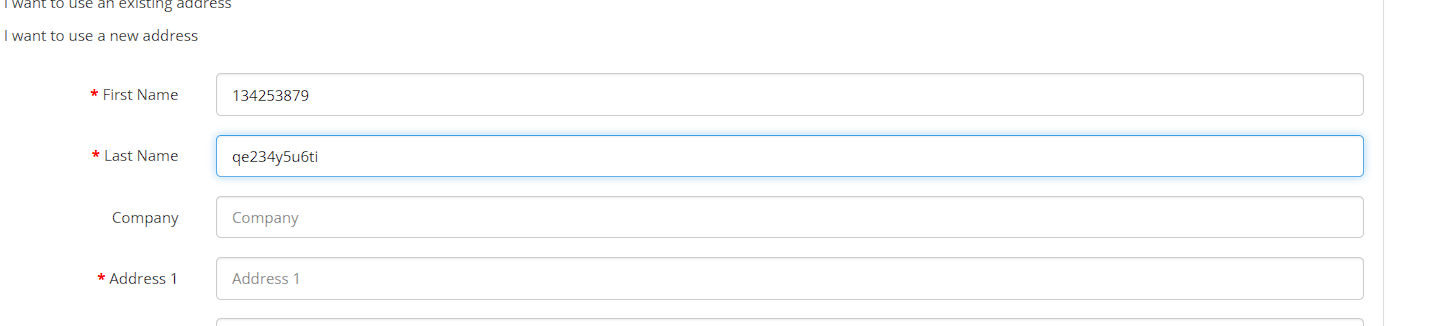 I want to use an existing address
I want to use a new address
* First Name 134253879
* Last Name qe234y5u6ti
Company Company
* Address 1 Address 1